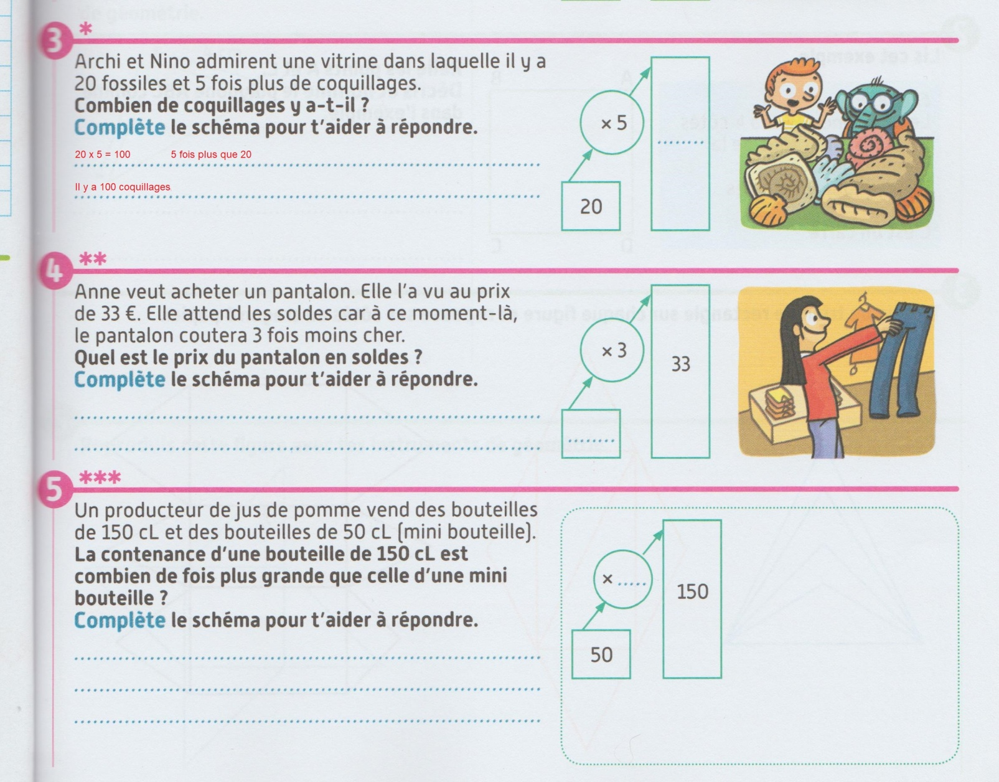 de géométrie.
3 *
Archi et Nino admirent une vitrine dans laquelle il y a
20 fossiles et 5 fois plus de coquillages.
Combien de coquillages y a-t-il ?
Complète le schéma pour t'aider à répondre.
20 x 5 = 100 5 fois plus que 20
Il y a 100 coquillages
× 5
20
4 **
Anne veut acheter un pantalon. Elle l'a vu au prix
de 33 €. Elle attend les soldes car à ce moment-là,
le pantalon coutera 3 fois moins cher.
Quel est le prix du pantalon en soldes ?
Complète le schéma pour t'aider à répondre.
× 3
33
5 ***
Un producteur de jus de pomme vend des bouteilles
de 150 cL et des bouteilles de 50 cL (mini bouteille).
La contenance d'une bouteille de 150 cL est
combien de fois plus grande que celle d'une mini
bouteille ?
Complète le schéma pour t'aider à répondre.
× .....
150
50